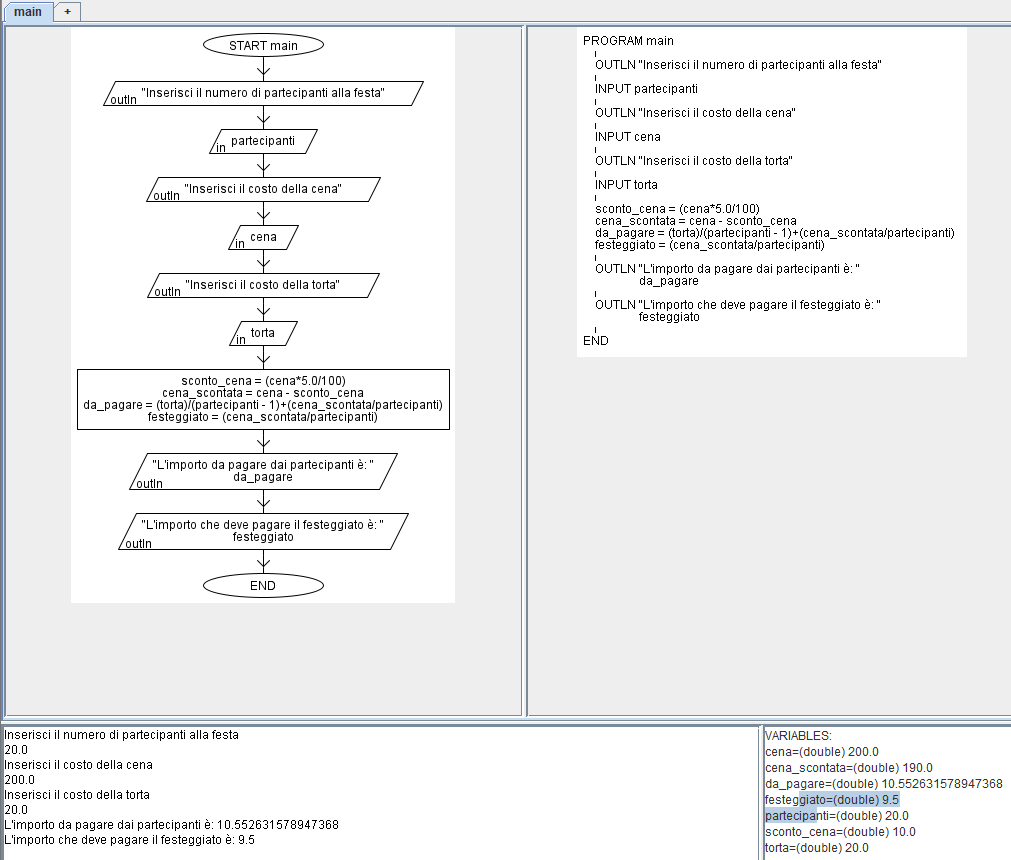 main +
START main
"Inserisci il numero di partecipanti alla festa"
outln
partecipanti
in
"Inserisci il costo della cena"
outln
cena
in
"Inserisci il costo della torta"
outln
torta
in
sconto_cena = (cena*5.0/100)
cena_scontata = cena - sconto_cena
da_pagare = (torta)/(partecipanti - 1)+(cena_scontata/partecipanti)
festeggiato = (cena_scontata/partecipanti)
"L'importo da pagare dai partecipanti è: "
da_pagare
outln
"L'importo che deve pagare il festeggiato è: "
festeggiato
outln
END
PROGRAM main
OUTLN "Inserisci il numero di partecipanti alla festa"
INPUT partecipanti
OUTLN "Inserisci il costo della cena"
INPUT cena
OUTLN "Inserisci il costo della torta"
INPUT torta
sconto_cena = (cena*5.0/100)
cena_scontata = cena - sconto_cena
da_pagare = (torta)/(partecipanti - 1)+(cena_scontata/partecipanti)
festeggiato = (cena_scontata/partecipanti)
OUTLN "L'importo da pagare dai partecipanti è: "
da_pagare
OUTLN "L'importo che deve pagare il festeggiato è: "
festeggiato
END
Inserisci il numero di partecipanti alla festa
20.0
Inserisci il costo della cena
200.0
Inserisci il costo della torta
20.0
L'importo da pagare dai partecipanti è: 10.552631578947368
L'importo che deve pagare il festeggiato è: 9.5
VARIABLES:
cena=(double) 200.0
cena_scontata=(double) 190.0
da_pagare=(double) 10.552631578947368
festeggiato=(double) 9.5
partecipanti=(double) 20.0
sconto_cena=(double) 10.0
torta=(double) 20.0